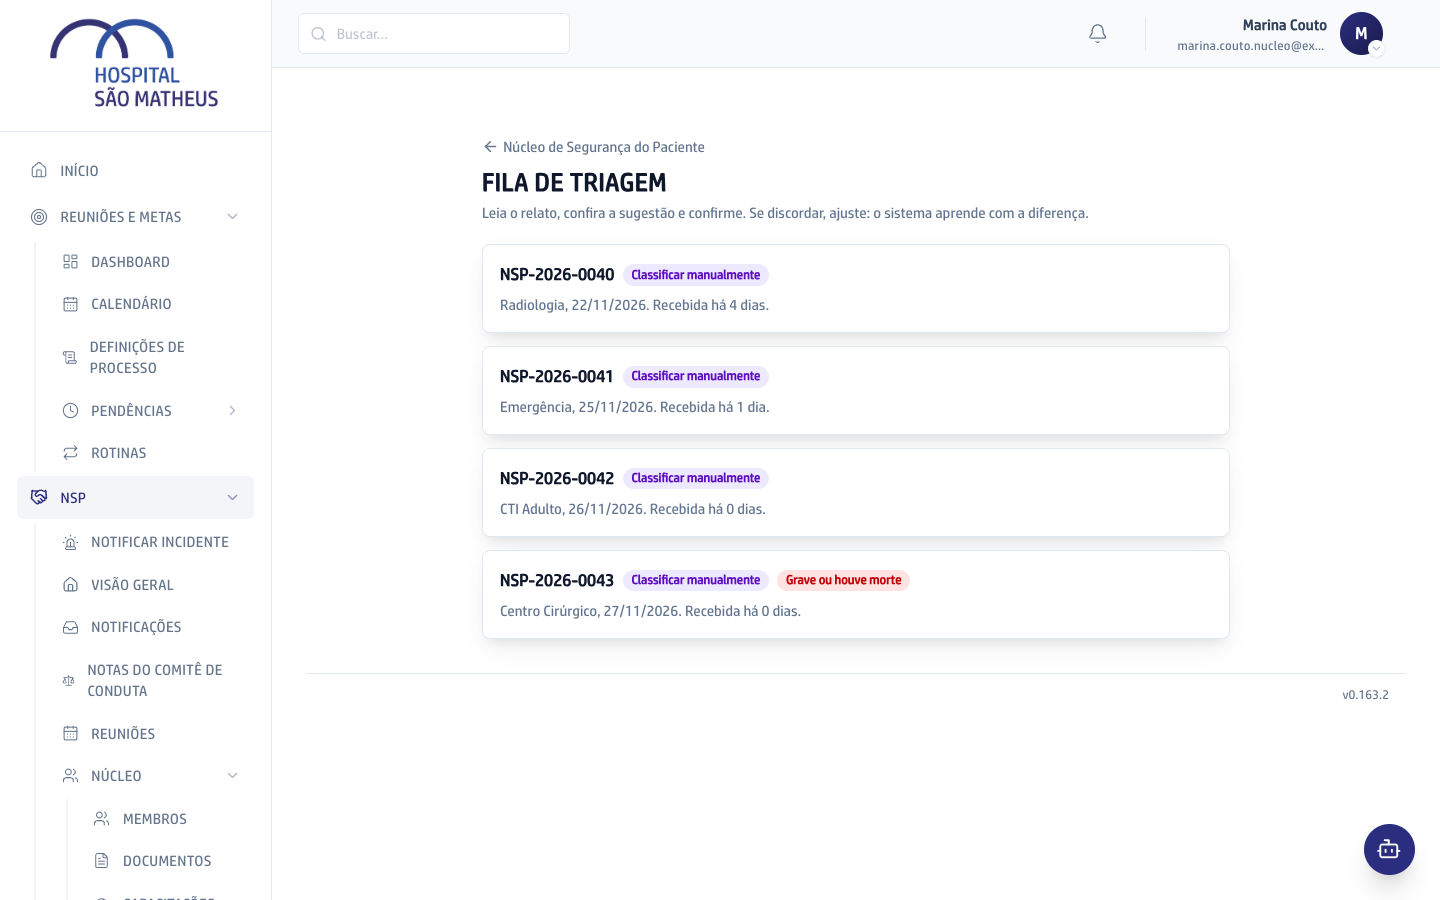 HOSPITAL
SÃO MATHEUS
Buscar...
Marina Couto
marina.couto.nucleo@ex...
M
INÍCIO
REUNIÕES E METAS
DASHBOARD
CALENDÁRIO
DEFINIÇÕES DE
PROCESSO
PENDÊNCIAS
ROTINAS
NSP
NOTIFICAR INCIDENTE
VISÃO GERAL
NOTIFICAÇÕES
NOTAS DO COMITÊ DE
CONDUTA
REUNIÕES
NÚCLEO
MEMBROS
DOCUMENTOS
Núcleo de Segurança do Paciente
FILA DE TRIAGEM
Leia o relato, confira a sugestão e confirme. Se discordar, ajuste: o sistema aprende com a diferença.
NSP-2026-0040 Classificar manualmente
Radiologia, 22/11/2026. Recebida há 4 dias.
NSP-2026-0041 Classificar manualmente
Emergência, 25/11/2026. Recebida há 1 dia.
NSP-2026-0042 Classificar manualmente
CTI Adulto, 26/11/2026. Recebida há 0 dias.
NSP-2026-0043 Classificar manualmente Grave ou houve morte
Centro Cirúrgico, 27/11/2026. Recebida há 0 dias.
v0.163.2